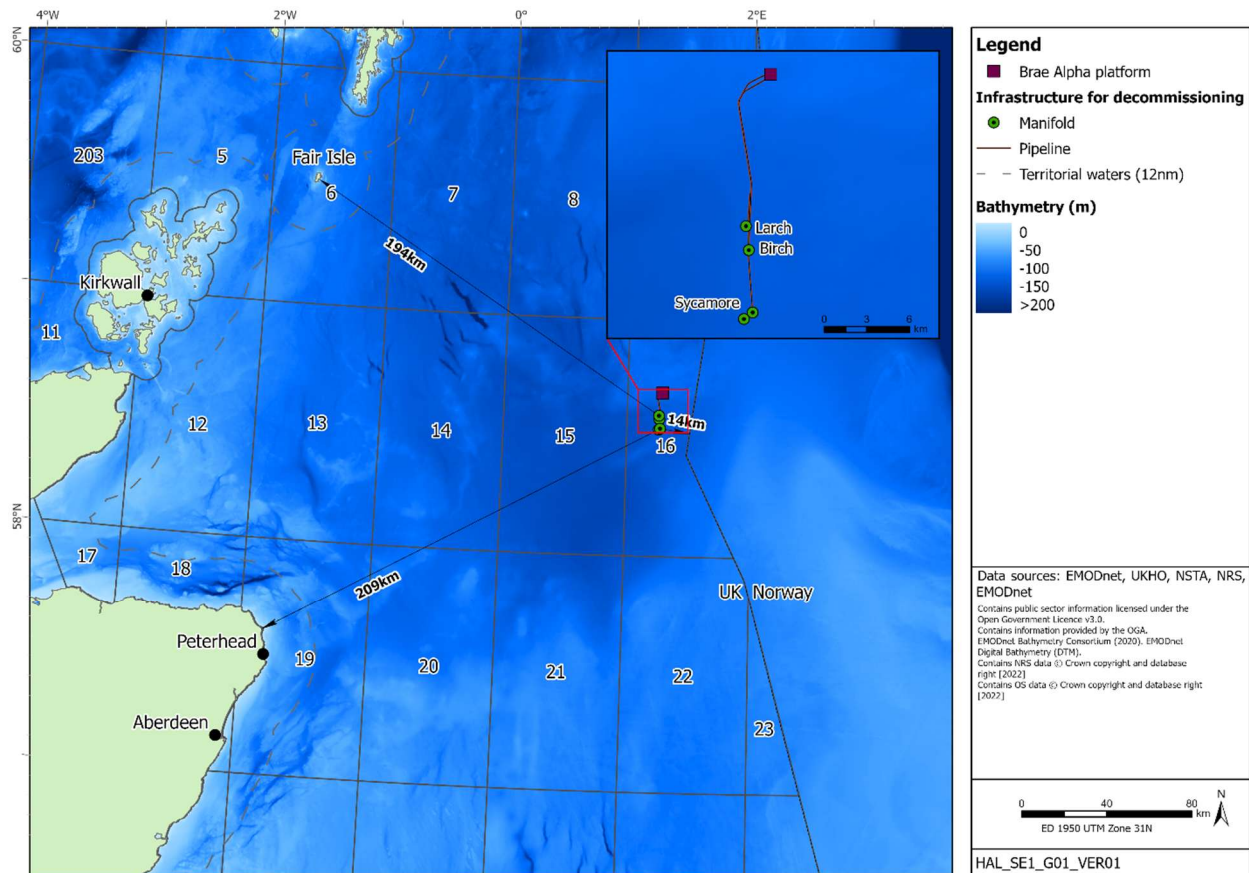 4°W
2°W
0°
2°E
60°N
58°N
203
5
Fair Isle
6
7
8
194km
Kirkwall
11
12
13
14
15
14km
16
17
18
209km
UK Norway
Peterhead
19
20
21
22
23
Aberdeen
Larch
Birch
Sycamore
0 3 6
km
Legend
Brae Alpha platform
Infrastructure for decommissioning
Manifold
Pipeline
Territorial waters (12nm)
Bathymetry (m)
0
-50
-100
-150
>200
Data sources: EMODnet, UKHO, NSTA, NRS,
EMODnet
Contains public sector information licensed under the
Open Government Licence v3.0.
Contains information provided by the OGA.
EMODnet Bathymetry Consortium (2020). EMODnet
Digital Bathymetry (DTM).
Contains NRS data © Crown copyright and database
right [2022]
Contains OS data © Crown copyright and database right
[2022]
0 40 80
km
N
ED 1950 UTM Zone 31N
HAL_SE1_G01_VER01